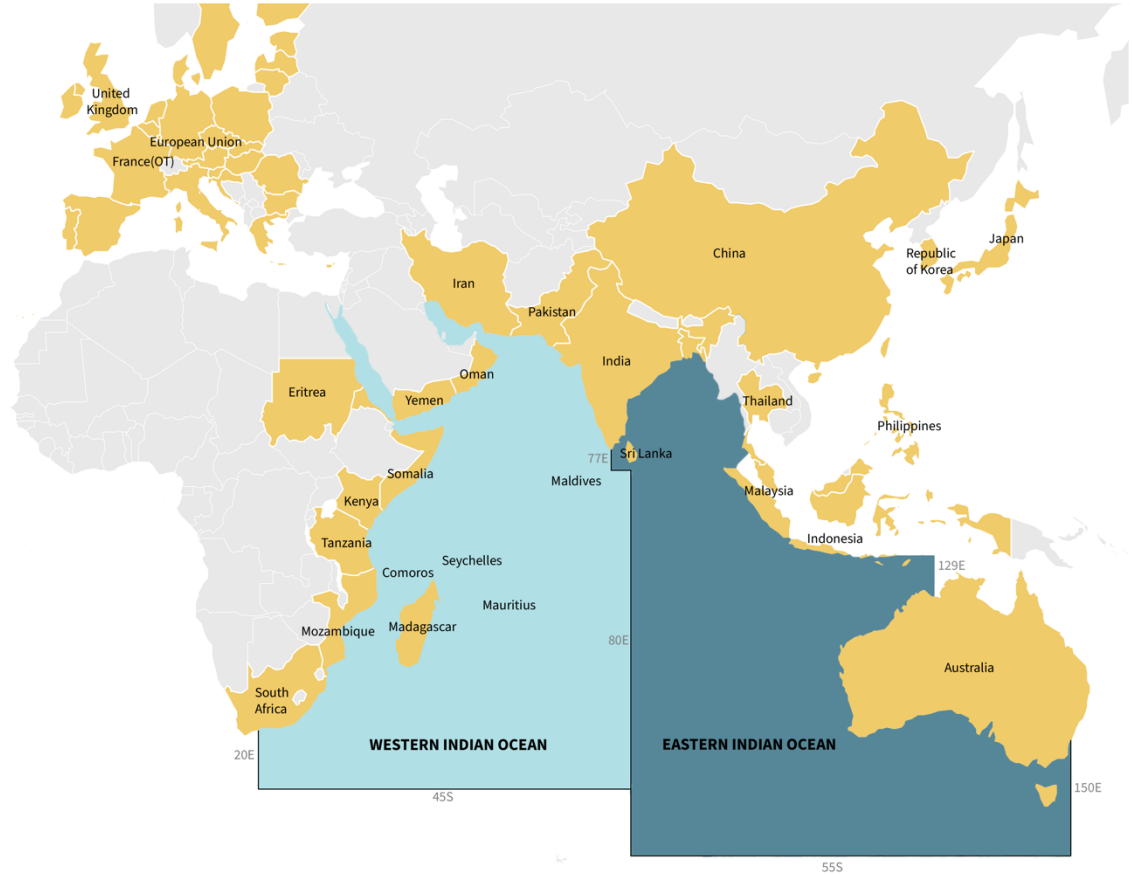 United
Kingdom
European Union
France(OT)
China
Japan
Republic
of Korea
Iran
Pakistan
India
Oman
Yemen
Eritrea
Thailand
Philippines
Sri Lanka
77E
Somalia
Maldives
Malaysia
Kenya
Indonesia
Tanzania
Seychelles
129E
Comoros
Mauritius
Madagascar
Mozambique
80E
Australia
South
Africa
WESTERN INDIAN OCEAN
EASTERN INDIAN OCEAN
20E
150E
45S
55S